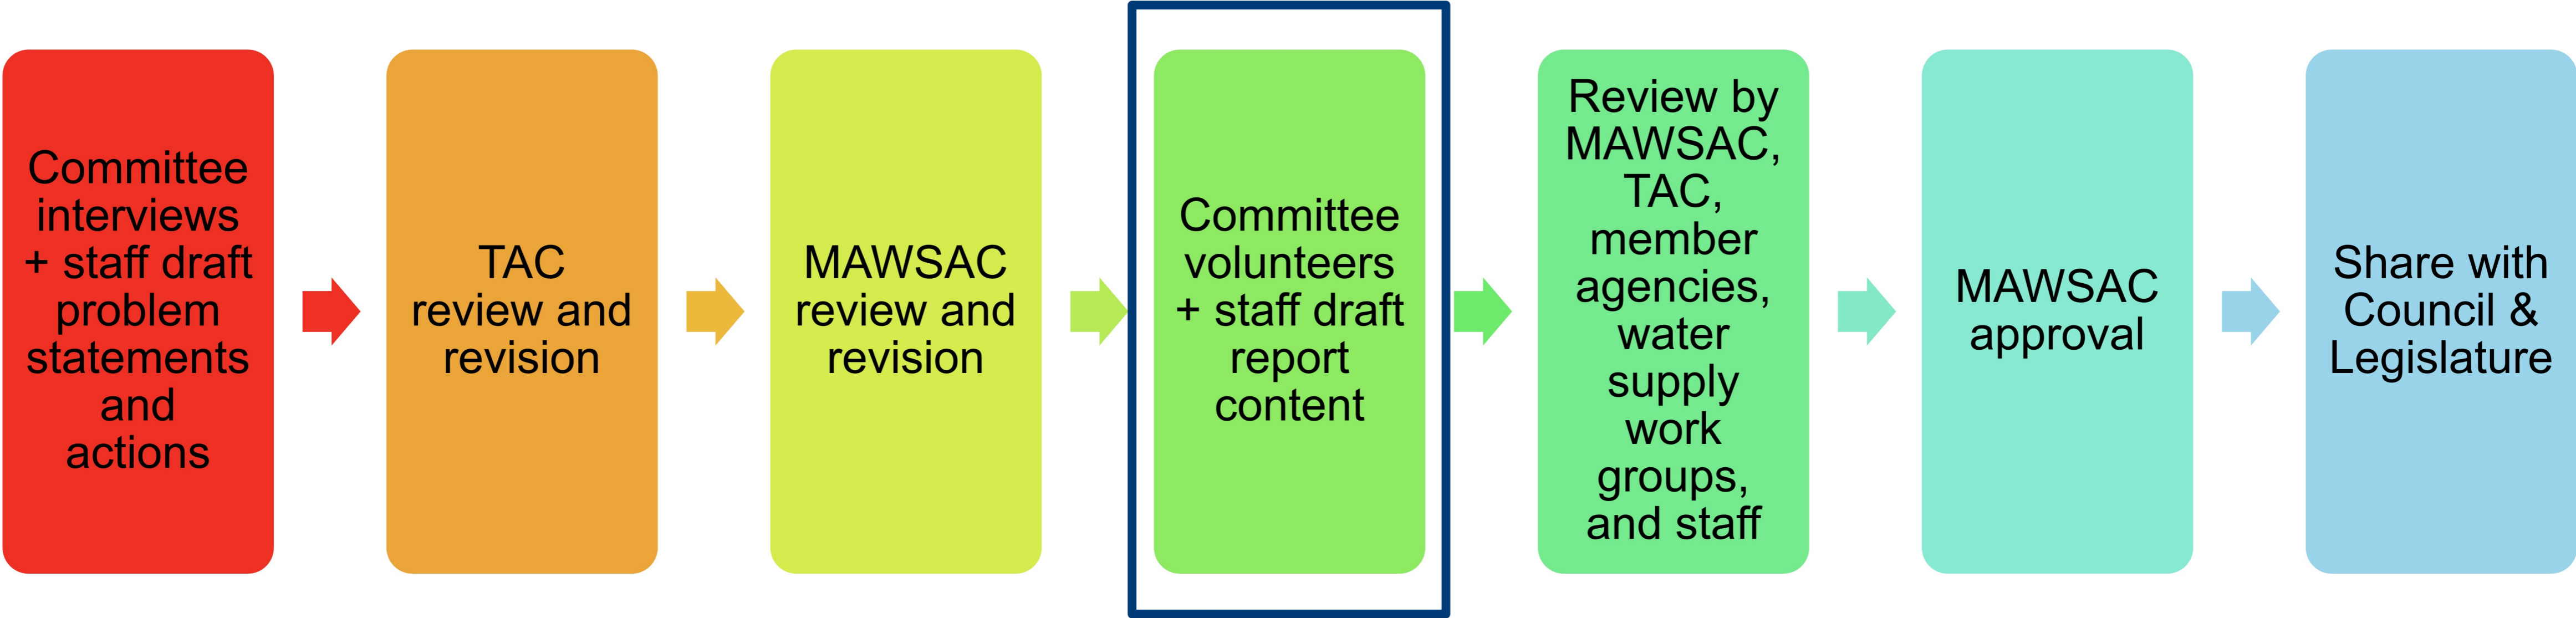 Committee
interviews
+ staff draft
problem
statements
and
actions
TAC
review and
revision
MAWSAC
review and
revision
Committee
volunteers
+ staff draft
report
content
Review by
MAWSAC,
TAC,
member
agencies,
water
supply
work
groups,
and staff
MAWSAC
approval
Share with
Council &
Legislature